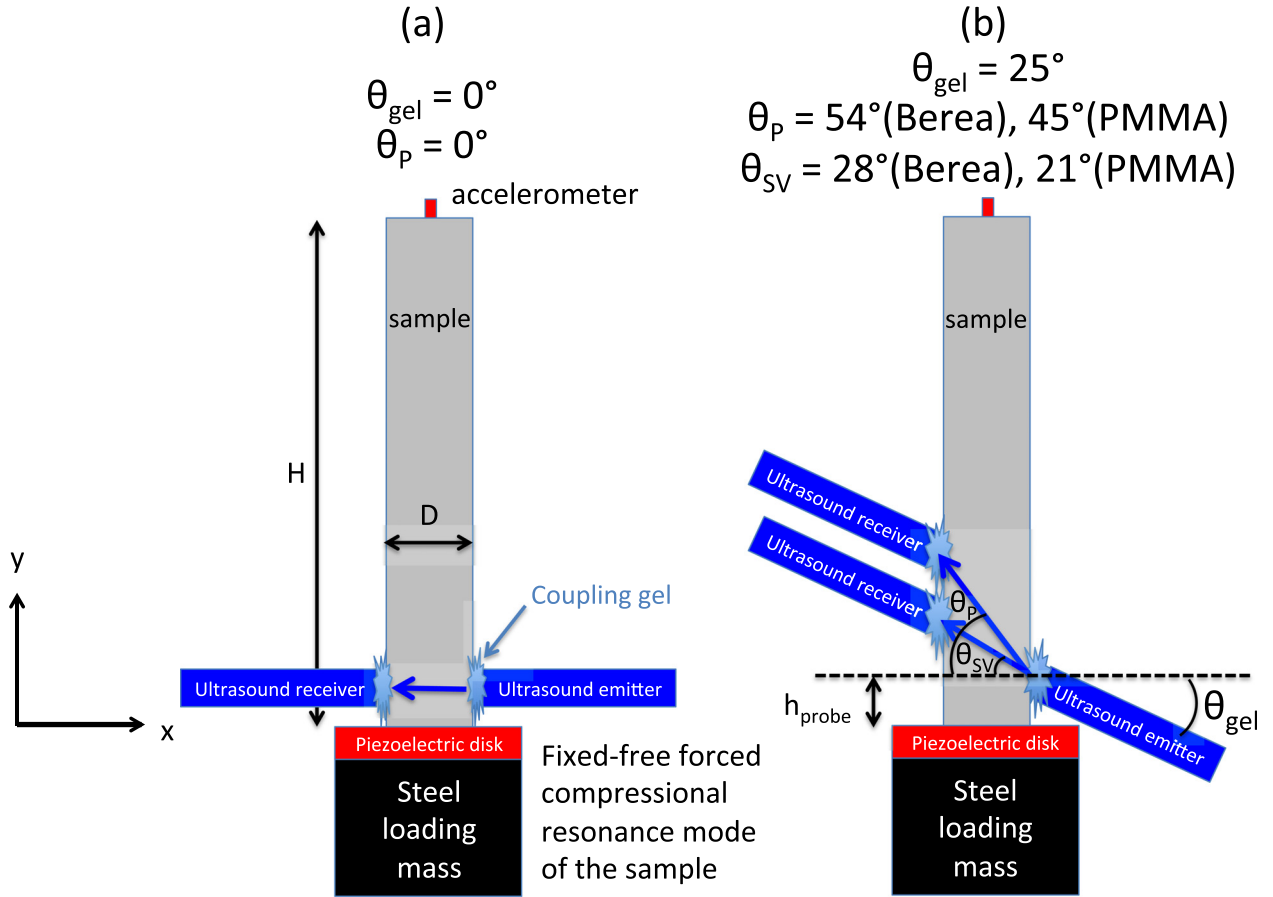 (a)
θgel = 0°
θP = 0°
accelerometer
sample
H
D
Coupling gel
y
x
Ultrasound receiver
Ultrasound emitter
Piezoelectric disk
Steel
loading
mass
Fixed-free forced
compressional
resonance mode
of the sample
(b)
θgel = 25°
θP = 54°(Berea), 45°(PMMA)
θSV = 28°(Berea), 21°(PMMA)
sample
Ultrasound receiver
Ultrasound receiver
θP
θSV
hprobe
Ultrasound emitter
θgel
Piezoelectric disk
Steel
loading
mass